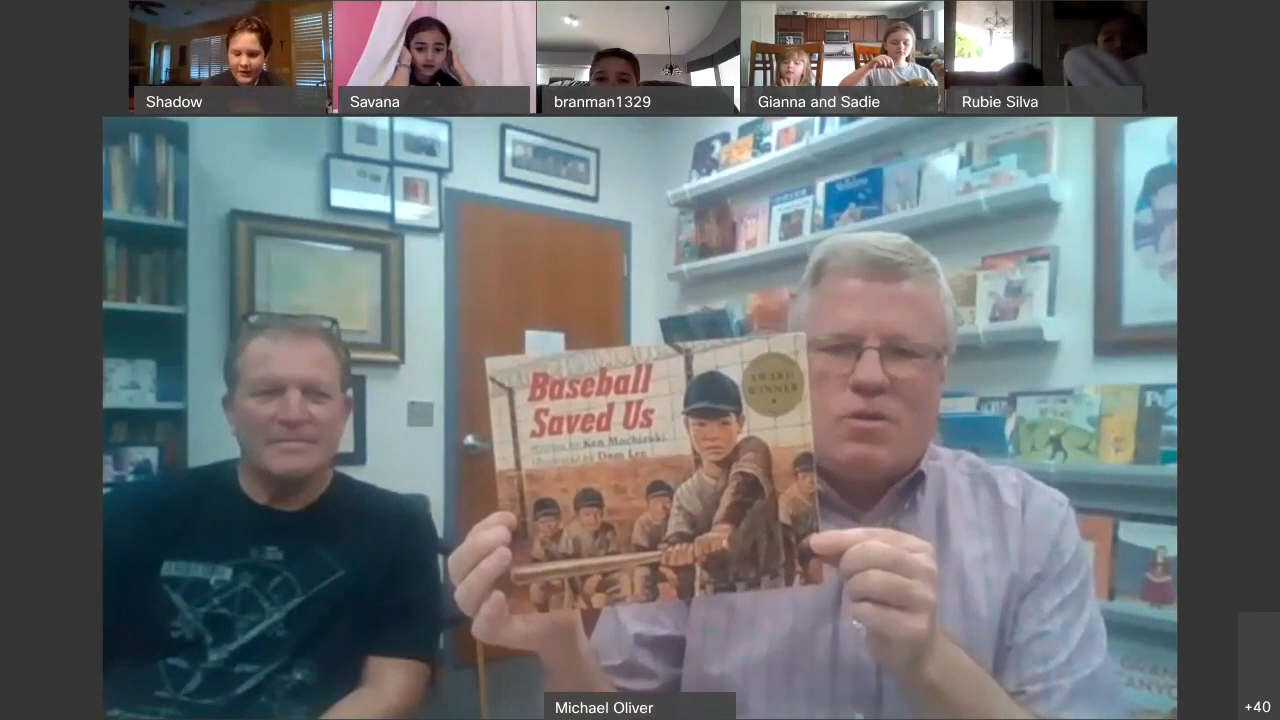 Shadow
Savana
branman1329
Gianna and Sadie
Rubie Silva
Baseball
Saved Us
written by Ken Mochizuki
illustrated by Dom Lee
AWARD
WINNER
Michael Oliver
+40